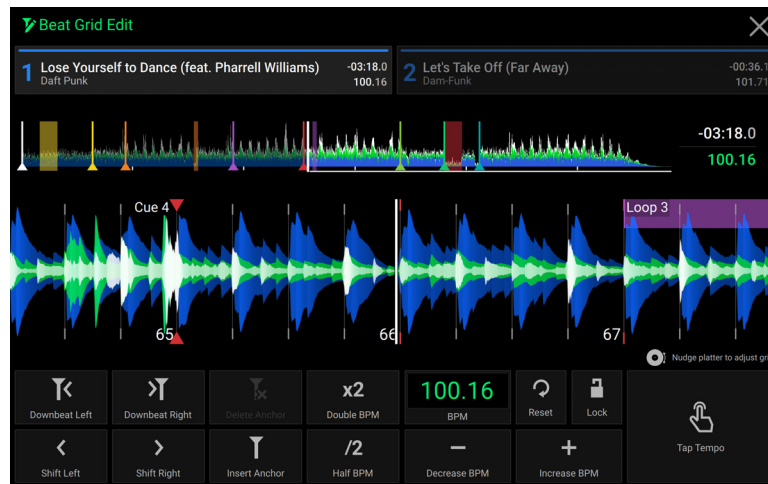 Beat Grid Edit
1 Lose Yourself to Dance (feat. Pharrell Williams) -03:18.0
Daft Punk 100.16
2 Let's Take Off (Far Away) -00:36.1
Dam-Funk 101.71
-03:18.0
100.16
Cue 4
Loop 3
65
66
67
Nudge platter to adjust gri
Downbeat Left
Downbeat Right
Delete Anchor
x2
Double BPM
100.16
BPM
Reset
Lock
Tap Tempo
Shift Left
Shift Right
Insert Anchor
/2
Half BPM
Decrease BPM
Increase BPM